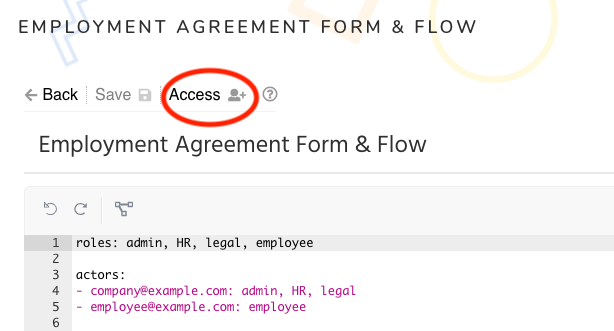 EMPLOYMENT AGREEMENT FORM & FLOW
Back Save Access
Employment Agreement Form & Flow
1 roles: admin, HR, legal, employee
2
3 actors:
4 - company@example.com: admin, HR, legal
5 - employee@example.com: employee
6